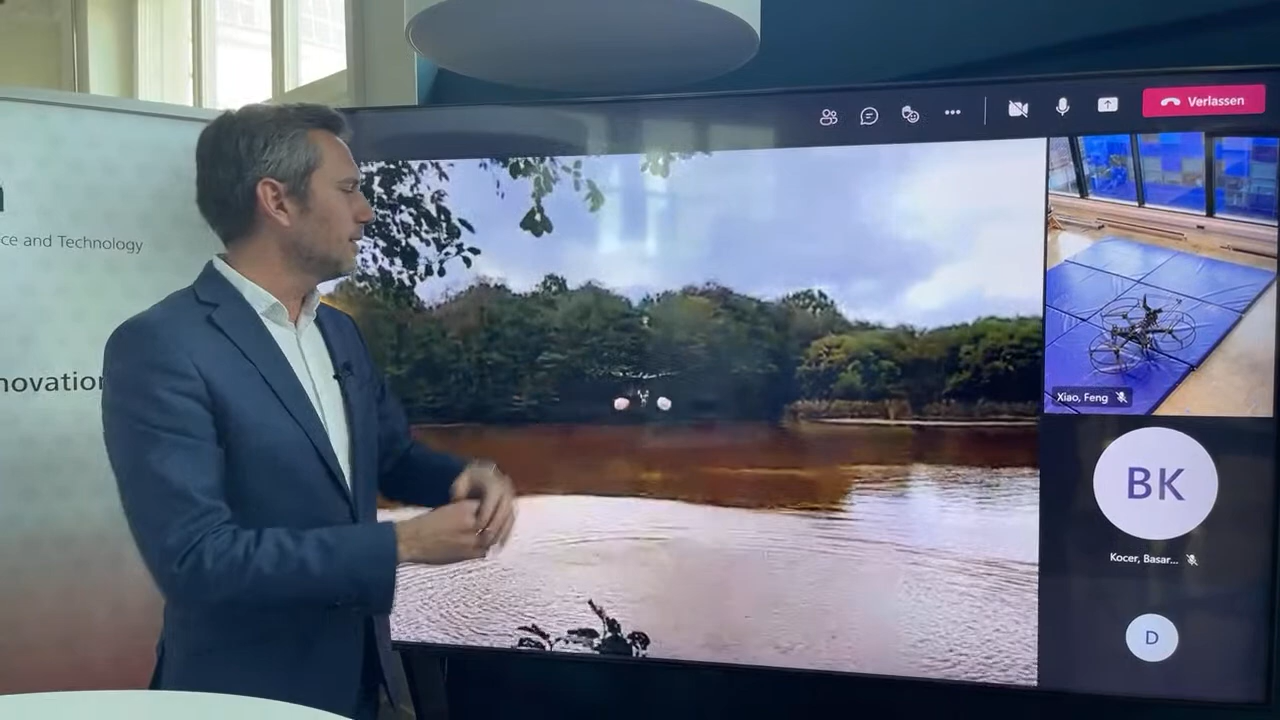 ce and Technology
novation
Verlassen
Xiao, Feng
BK
Kocer, Basar...
D